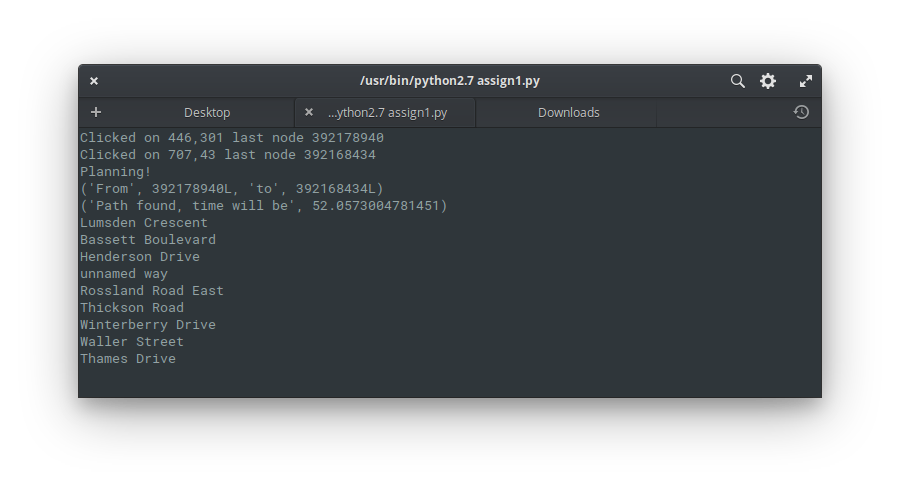 /usr/bin/python2.7 assign1.py
Desktop
...ython2.7 assign1.py
Downloads
Clicked on 446,301 last node 392178940
Clicked on 707,43 last node 392168434
Planning!
('From', 392178940L, 'to', 392168434L)
('Path found, time will be', 52.0573004781451)
Lumsden Crescent
Bassett Boulevard
Henderson Drive
unnamed way
Rossland Road East
Thickson Road
Winterberry Drive
Waller Street
Thames Drive